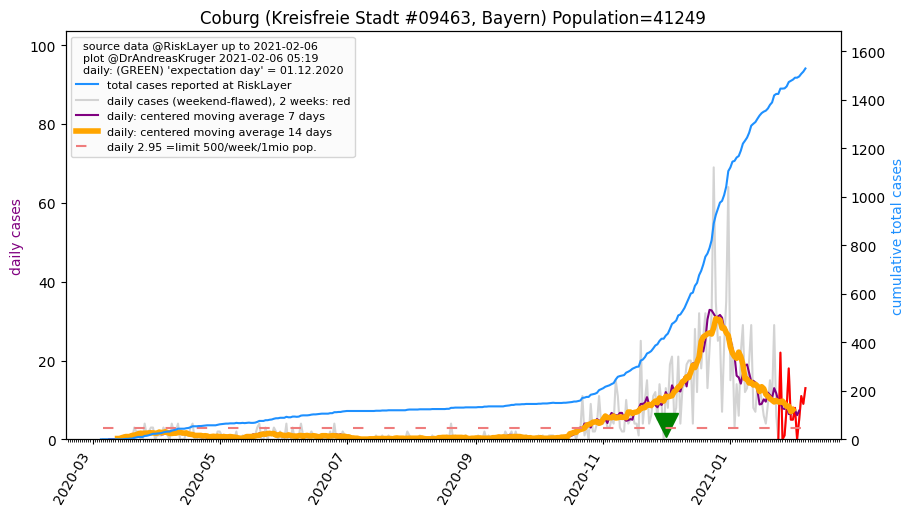 Coburg (Kreisfreie Stadt #09463, Bayern) Population=41249
source data @RiskLayer up to 2021-02-06
plot @DrAndreasKruger 2021-02-06 05:19
daily: (GREEN) 'expectation day' = 01.12.2020
total cases reported at RiskLayer
daily cases (weekend-flawed), 2 weeks: red
daily: centered moving average 7 days
daily: centered moving average 14 days
daily 2.95 =limit 500/week/1mio pop.
daily cases
100
80
60
40
20
0
cumulative total cases
1600
1400
1200
1000
800
600
400
200
0
2020-03
2020-05
2020-07
2020-09
2020-11
2021-01